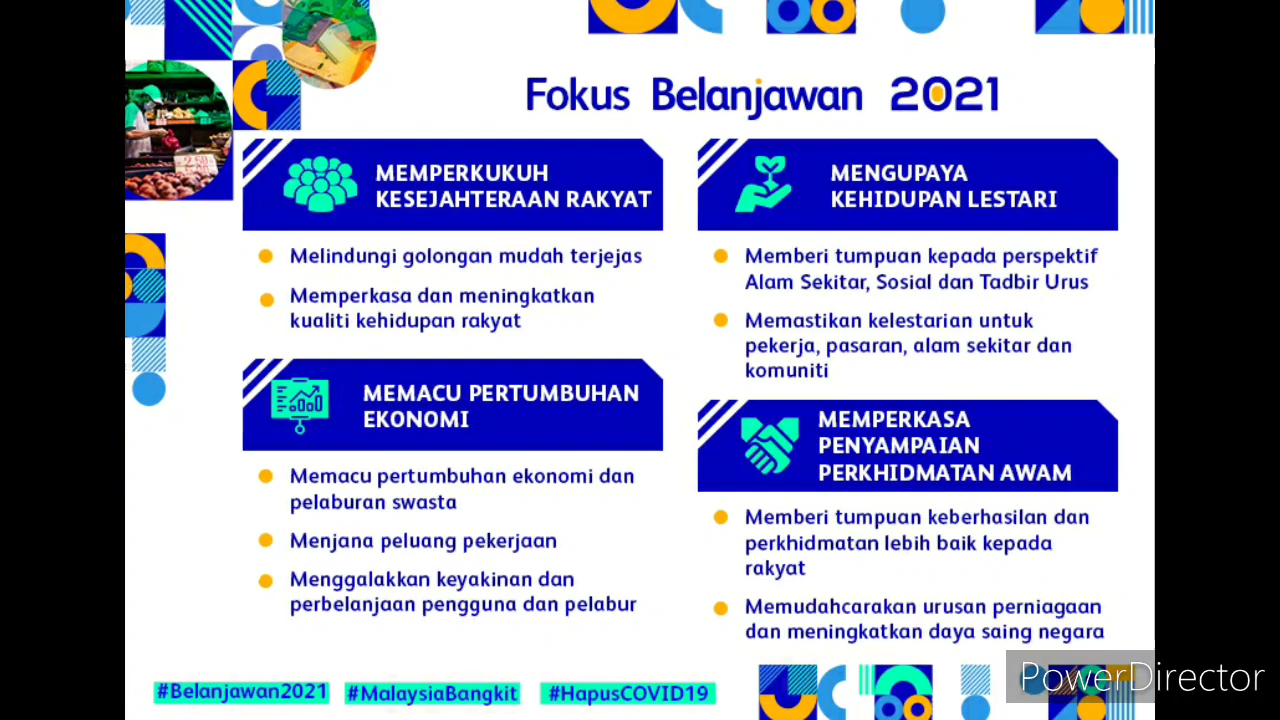 Fokus Belanjawan 2021
MEMPERKUKUH
KESEJAHTERAAN RAKYAT
Melindungi golongan mudah terjejas
Memperkasa dan meningkatkan
kualiti kehidupan rakyat
MEMACU PERTUMBUHAN
EKONOMI
Memacu pertumbuhan ekonomi dan
pelaburan swasta
Menjana peluang pekerjaan
Menggalakkan keyakinan dan
perbelanjaan pengguna dan pelabur
MENGUPAYA
KEHIDUPAN LESTARI
Memberi tumpuan kepada perspektif
Alam Sekitar, Sosial dan Tadbir Urus
Memastikan kelestarian untuk
pekerja, pasaran, alam sekitar dan
komuniti
MEMPERKASA
PENYAMPAIAN
PERKHIDMATAN AWAM
Memberi tumpuan keberhasilan dan
perkhidmatan lebih baik kepada
rakyat
Memudahcarakan urusan perniagaan
dan meningkatkan daya saing negara
#Belanjawan2021 #MalaysiaBangkit #HapusCOVID19
PowerDirector